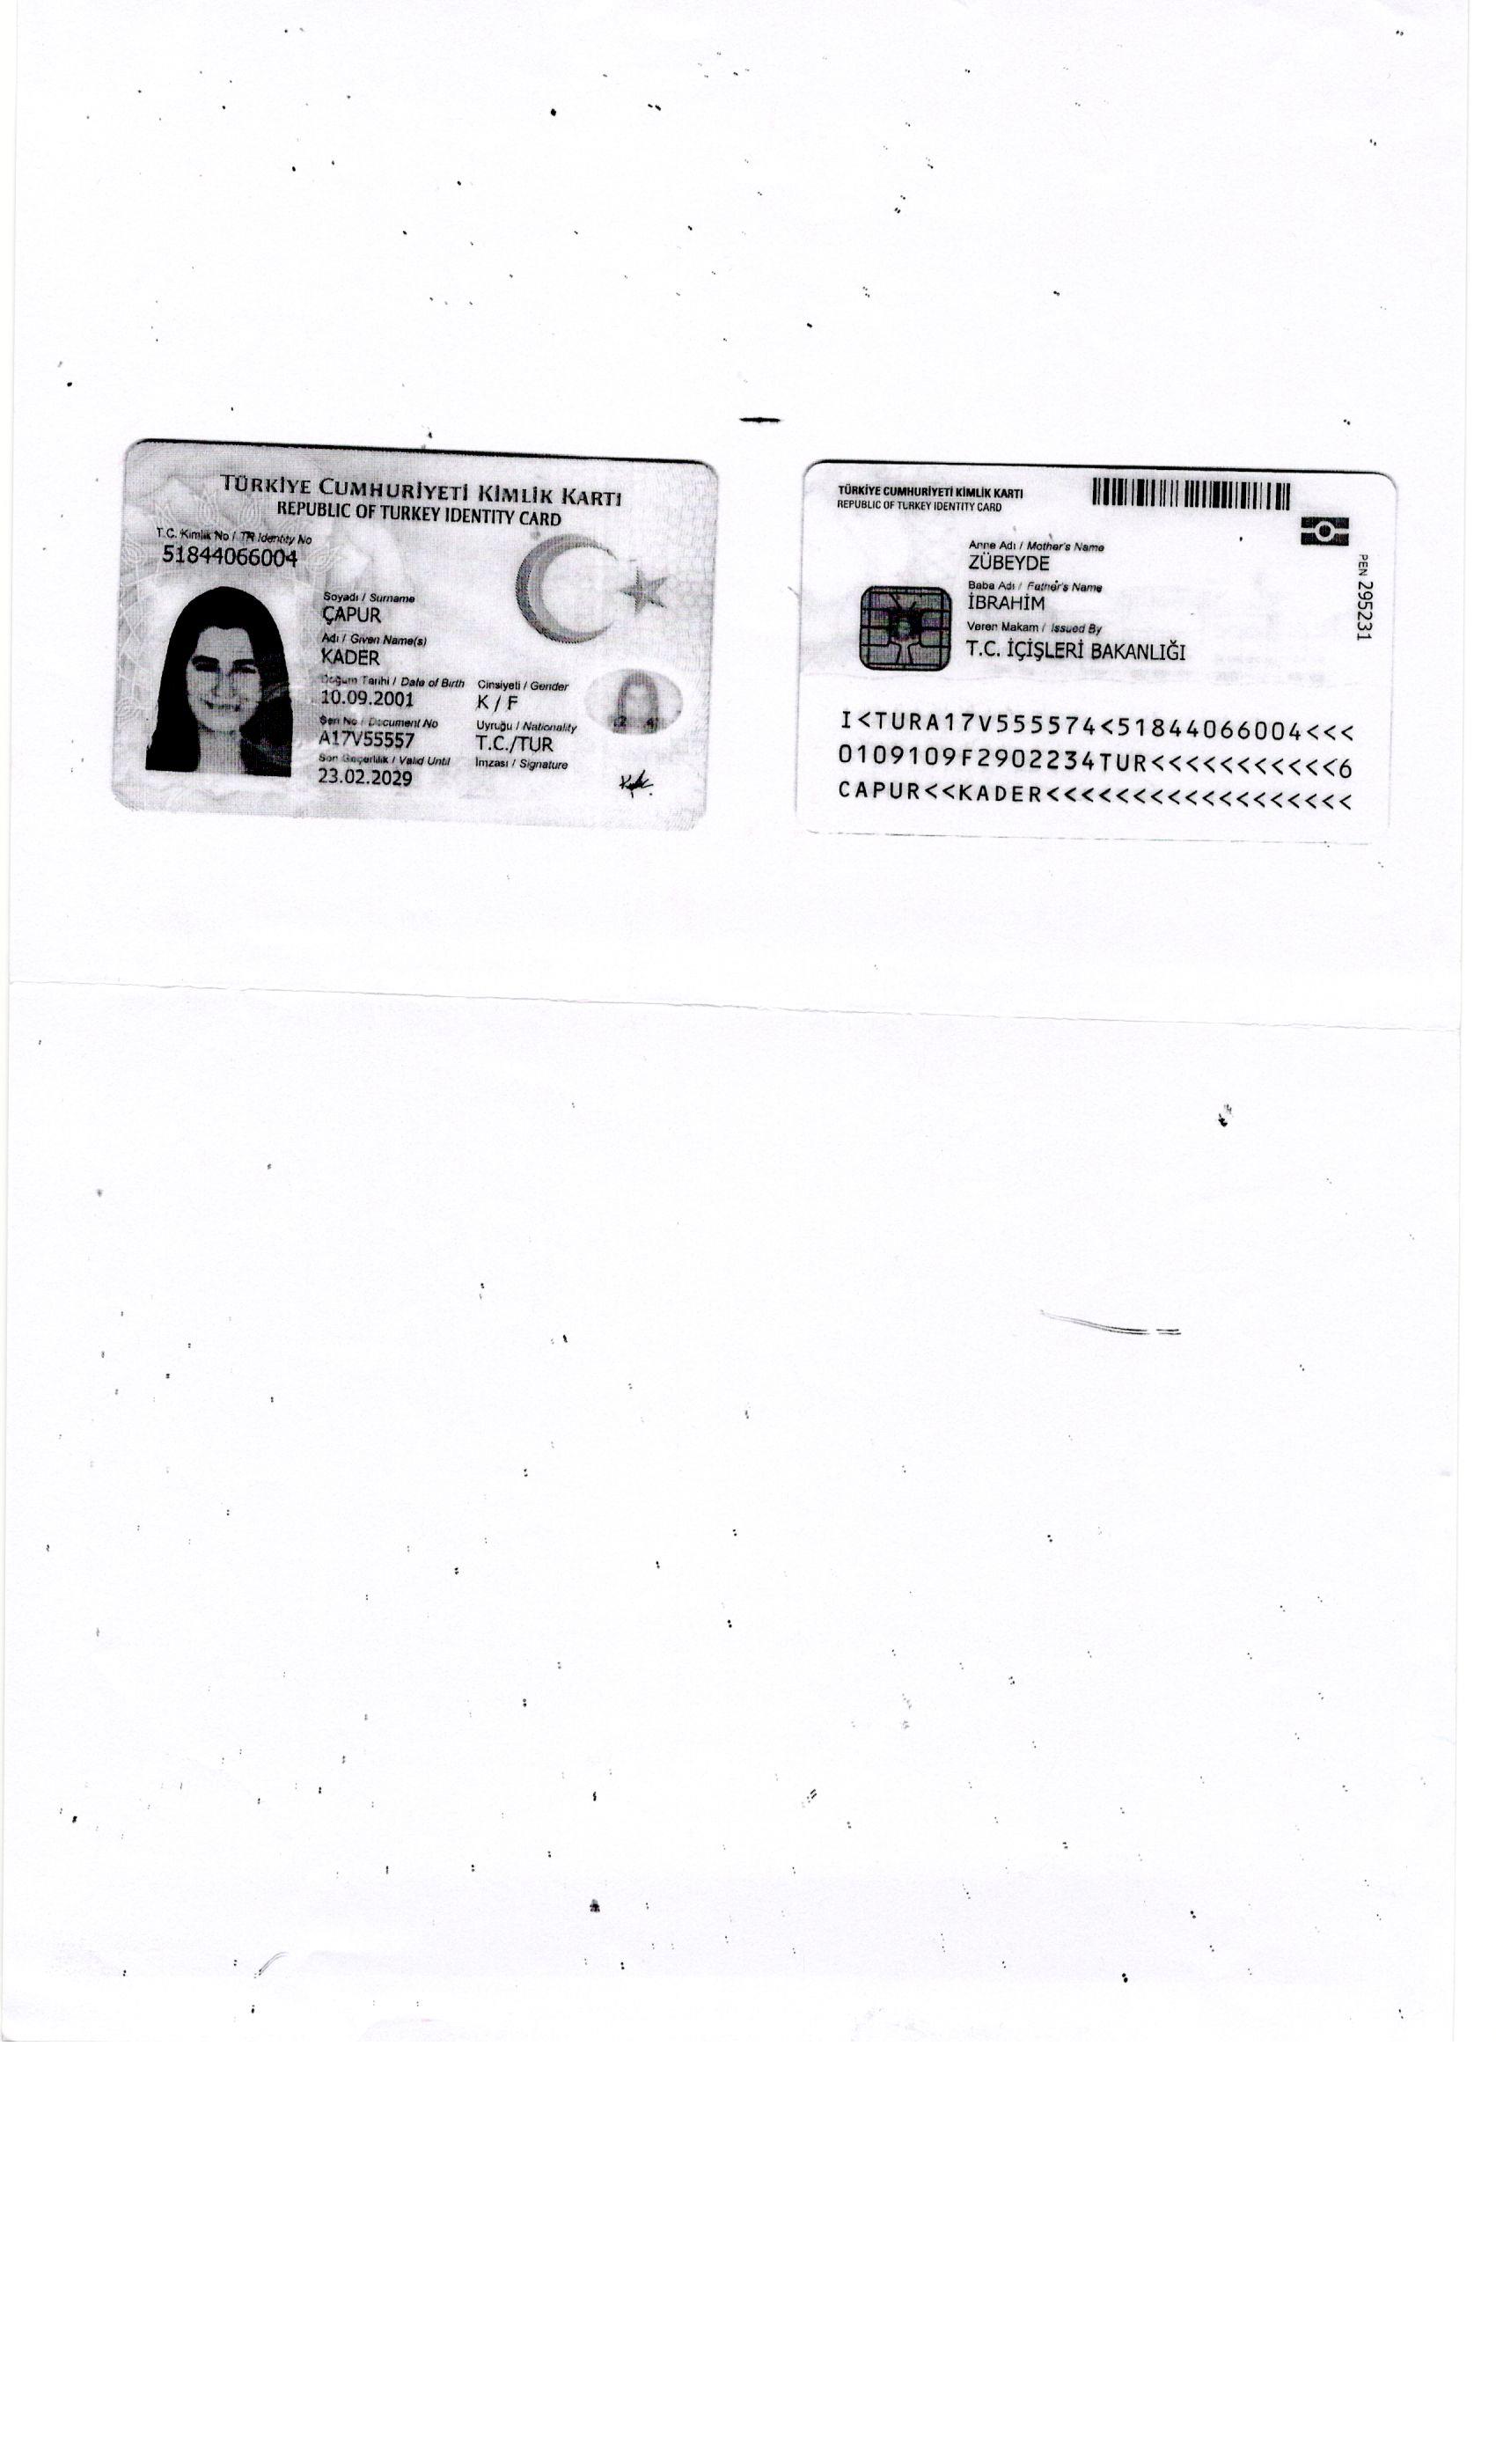 TÜRKİYE CUMHURİYETİ KİMLİK KARTI
REPUBLIC OF TURKEY IDENTITY CARD
T.C. Kimlik No / TR Identity No
51844066004
Soyadı / Surname
ÇAPUR
Adı / Given Name(s)
KADER
Doğum Tarihi / Date of Birth
10.09.2001
Cinsiyeti / Gender
K / F
Seri No / Document No
A17V55557
Uyruğu / Nationality
T.C./TUR
Son Geçerlilik / Valid Until
23.02.2029
İmzası / Signature
TÜRKİYE CUMHURİYETİ KİMLİK KARTI
REPUBLIC OF TURKEY IDENTITY CARD
Anne Adı / Mother's Name
ZÜBEYDE
Baba Adı / Father's Name
İBRAHİM
Veren Makam / Issued By
T.C. İÇİŞLERİ BAKANLIĞI
PEN 295231
I<TURA17V555574<51844066004<<<
0109109F2902234TUR<<<<<<<<<<<6
CAPUR<<KADER<<<<<<<<<<<<<<<<<<